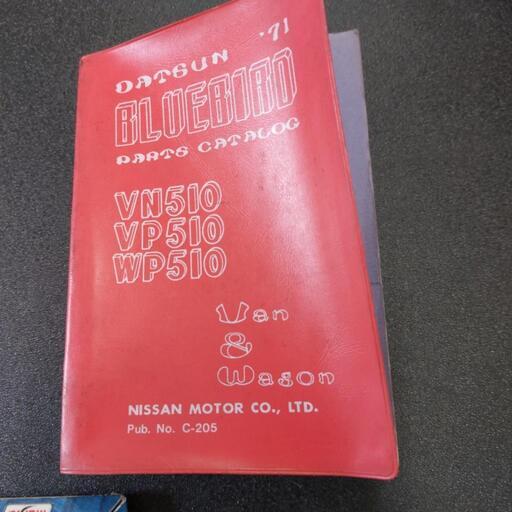 '71
DATSUN
BLUEBIRD
PARTS CATALOG
VN510
VP510
WP510
Van
&
Wagon
NISSAN MOTOR CO., LTD.
Pub. No. C-205